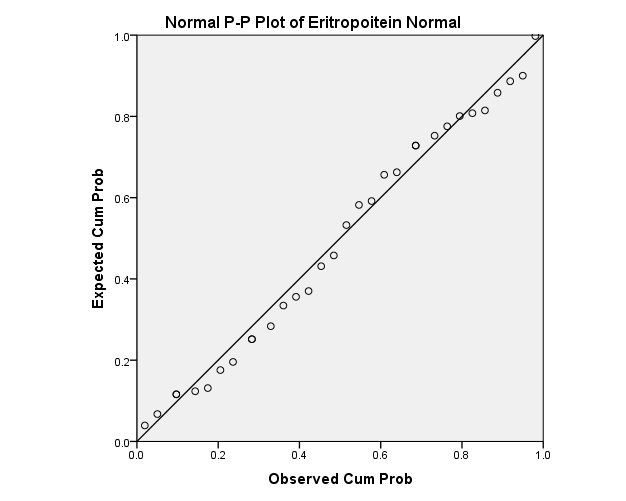 Normal P-P Plot of Eritropoitein Normal
Expected Cum Prob
1.0
0.8
0.6
0.4
0.2
0.0
0.0 0.2 0.4 0.6 0.8 1.0
Observed Cum Prob